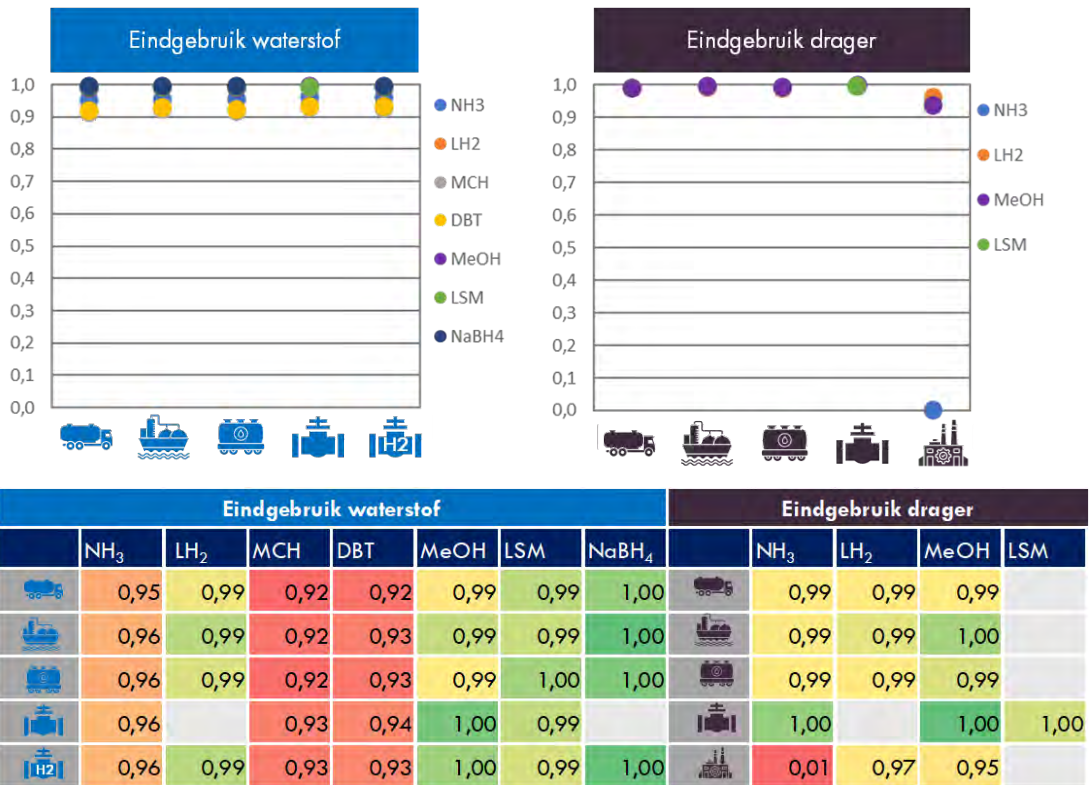 Eindgebruik waterstof
1,0
0,9
0,8
0,7
0,6
0,5
0,4
0,3
0,2
0,1
0,0
NH3
LH2
MCH
DBT
MeOH
LSM
NaBH4
H2
Eindgebruik drager
1,0
0,9
0,8
0,7
0,6
0,5
0,4
0,3
0,2
0,1
0,0
NH3
LH2
MeOH
LSM
Eindgebruik waterstof Eindgebruik drager
NH₃ LH₂ MCH DBT MeOH LSM NaBH₄ NH₃ LH₂ MeOH LSM
0,95 0,99 0,92 0,92 0,99 0,99 1,00 0,99 0,99 0,99
0,96 0,99 0,92 0,93 0,99 0,99 1,00 0,99 0,99 1,00
0,96 0,99 0,92 0,93 0,99 1,00 1,00 0,99 0,99 0,99
0,96 0,93 0,94 1,00 0,99 1,00 1,00 1,00
H2 0,96 0,99 0,93 0,93 1,00 0,99 1,00 0,01 0,97 0,95